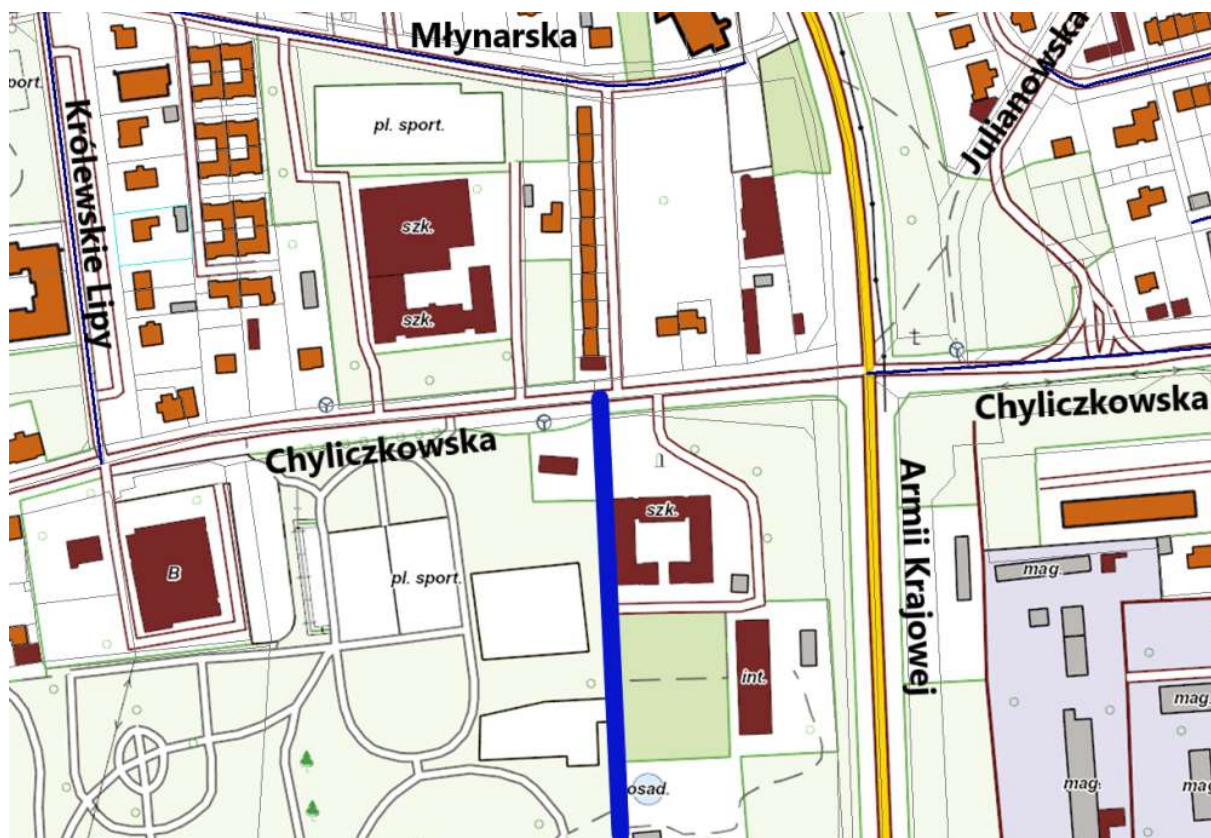 Młynarska
Julianowska
port.
pl. sport.
Królewskie Lipy
szk.
szk.
Chyliczkowska
Chyliczkowska
Armii Krajowej
szk.
pl. sport.
B
mag.
int.
mag.
osad.
mag.
mag.